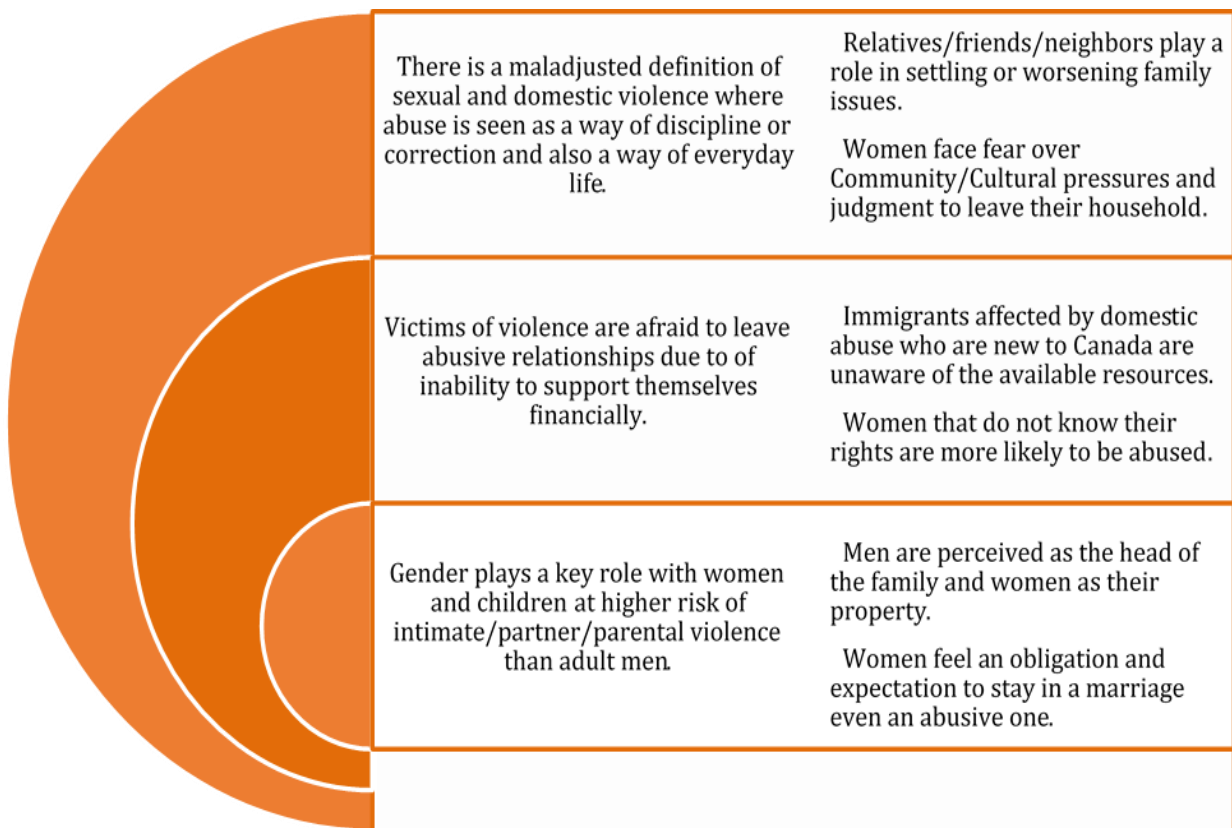 There is a maladjusted definition of
sexual and domestic violence where
abuse is seen as a way of discipline or
correction and also a way of everyday
life.
Relatives/friends/neighbors play a
role in settling or worsening family
issues.
Women face fear over
Community/Cultural pressures and
judgment to leave their household.
Victims of violence are afraid to leave
abusive relationships due to of
inability to support themselves
financially.
Immigrants affected by domestic
abuse who are new to Canada are
unaware of the available resources.
Women that do not know their
rights are more likely to be abused.
Gender plays a key role with women
and children at higher risk of
intimate/partner/parental violence
than adult men.
Men are perceived as the head of
the family and women as their
property.
Women feel an obligation and
expectation to stay in a marriage
even an abusive one.